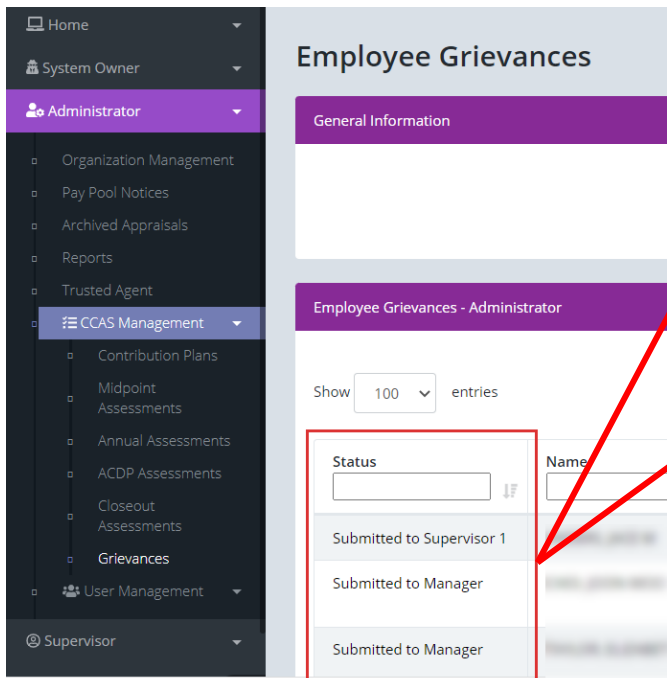 Home
System Owner
Administrator
Organization Management
Pay Pool Notices
Archived Appraisals
Reports
Trusted Agent
CCAS Management
Contribution Plans
Midpoint
Assessments
Annual Assessments
ACDP Assessments
Closeout
Assessments
Grievances
User Management
Supervisor
Employee Grievances
General Information
Employee Grievances - Administrator
Show 100 entries
Status Name
Submitted to Supervisor 1
Submitted to Manager
Submitted to Manager